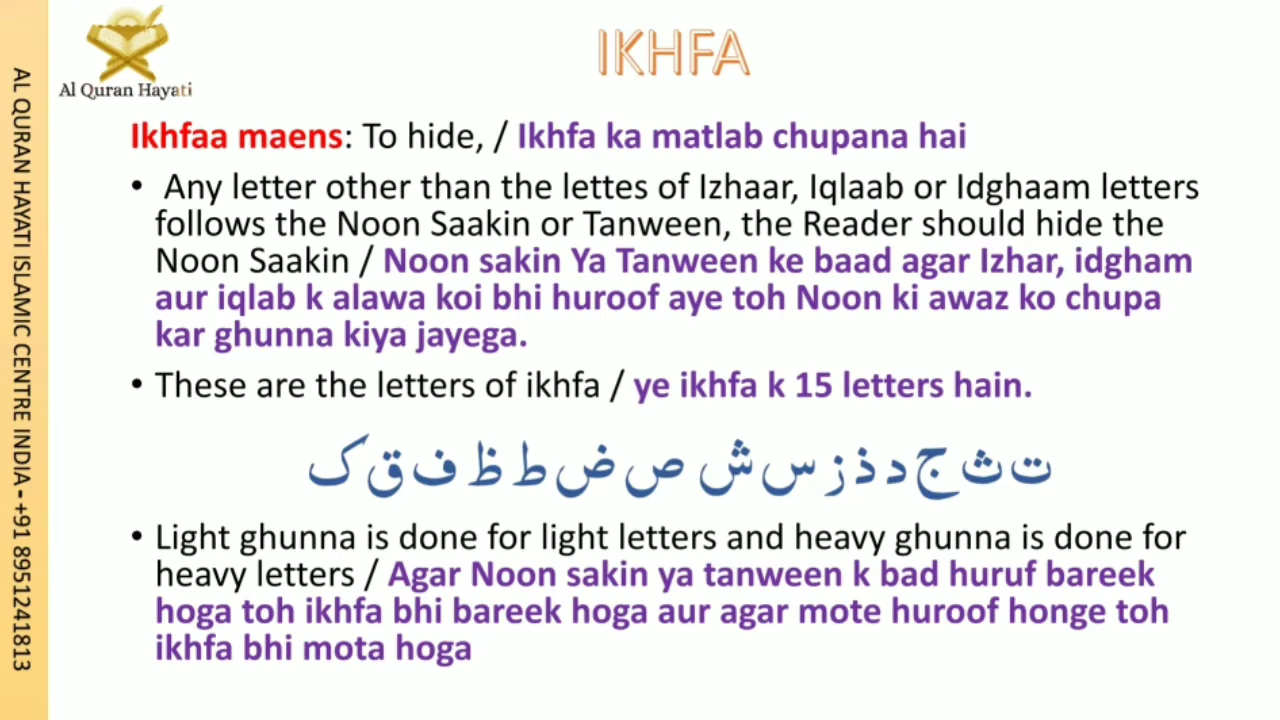 AL QURAN HAYATI ISLAMIC CENTRE INDIA - +91 8951241813
Al Quran Hayati
IKHFA
Ikhfaa maens: To hide, / Ikhfa ka matlab chupana hai
• Any letter other than the lettes of Izhaar, Iqlaab or Idghaam letters
follows the Noon Saakin or Tanween, the Reader should hide the
Noon Saakin / Noon sakin Ya Tanween ke baad agar Izhar, idgham
aur iqlab k alawa koi bhi huroof aye toh Noon ki awaz ko chupa
kar ghunna kiya jayega.
• These are the letters of ikhfa / ye ikhfa k 15 letters hain.
ت ث ج د ذ ز س ش ص ض ط ظ ف ق ک
• Light ghunna is done for light letters and heavy ghunna is done for
heavy letters / Agar Noon sakin ya tanween k bad huruf bareek
hoga toh ikhfa bhi bareek hoga aur agar mote huroof honge toh
ikhfa bhi mota hoga